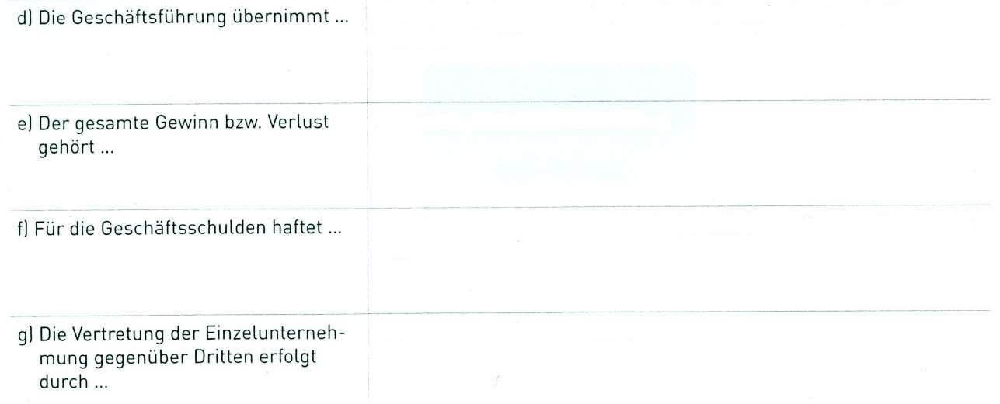 d) Die Geschäftsführung übernimmt ...
e) Der gesamte Gewinn bzw. Verlust
gehört ...
f) Für die Geschäftsschulden haftet ...
g) Die Vertretung der Einzelunterneh-
mung gegenüber Dritten erfolgt
durch ...